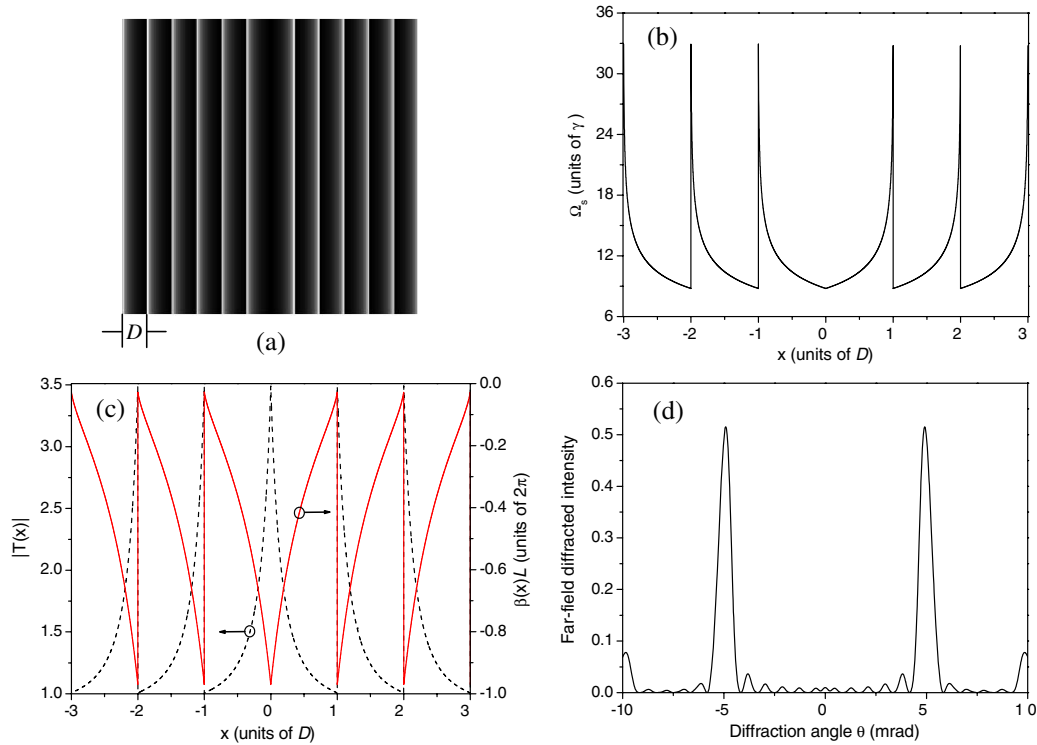 D
(a)
(b)
36
30
24
18
12
6
Ωs (units of γ)
-3 -2 -1 0 1 2 3
x (units of D)
(c)
3.5
3.0
2.5
2.0
1.5
1.0
|T(x)|
0.0
-0.2
-0.4
-0.6
-0.8
-1.0
β(x)L (units of 2π)
-3 -2 -1 0 1 2 3
x (units of D)
(d)
0.6
0.5
0.4
0.3
0.2
0.1
0.0
Far-field diffracted intensity
-10 -5 0 5 10
Diffraction angle θ (mrad)